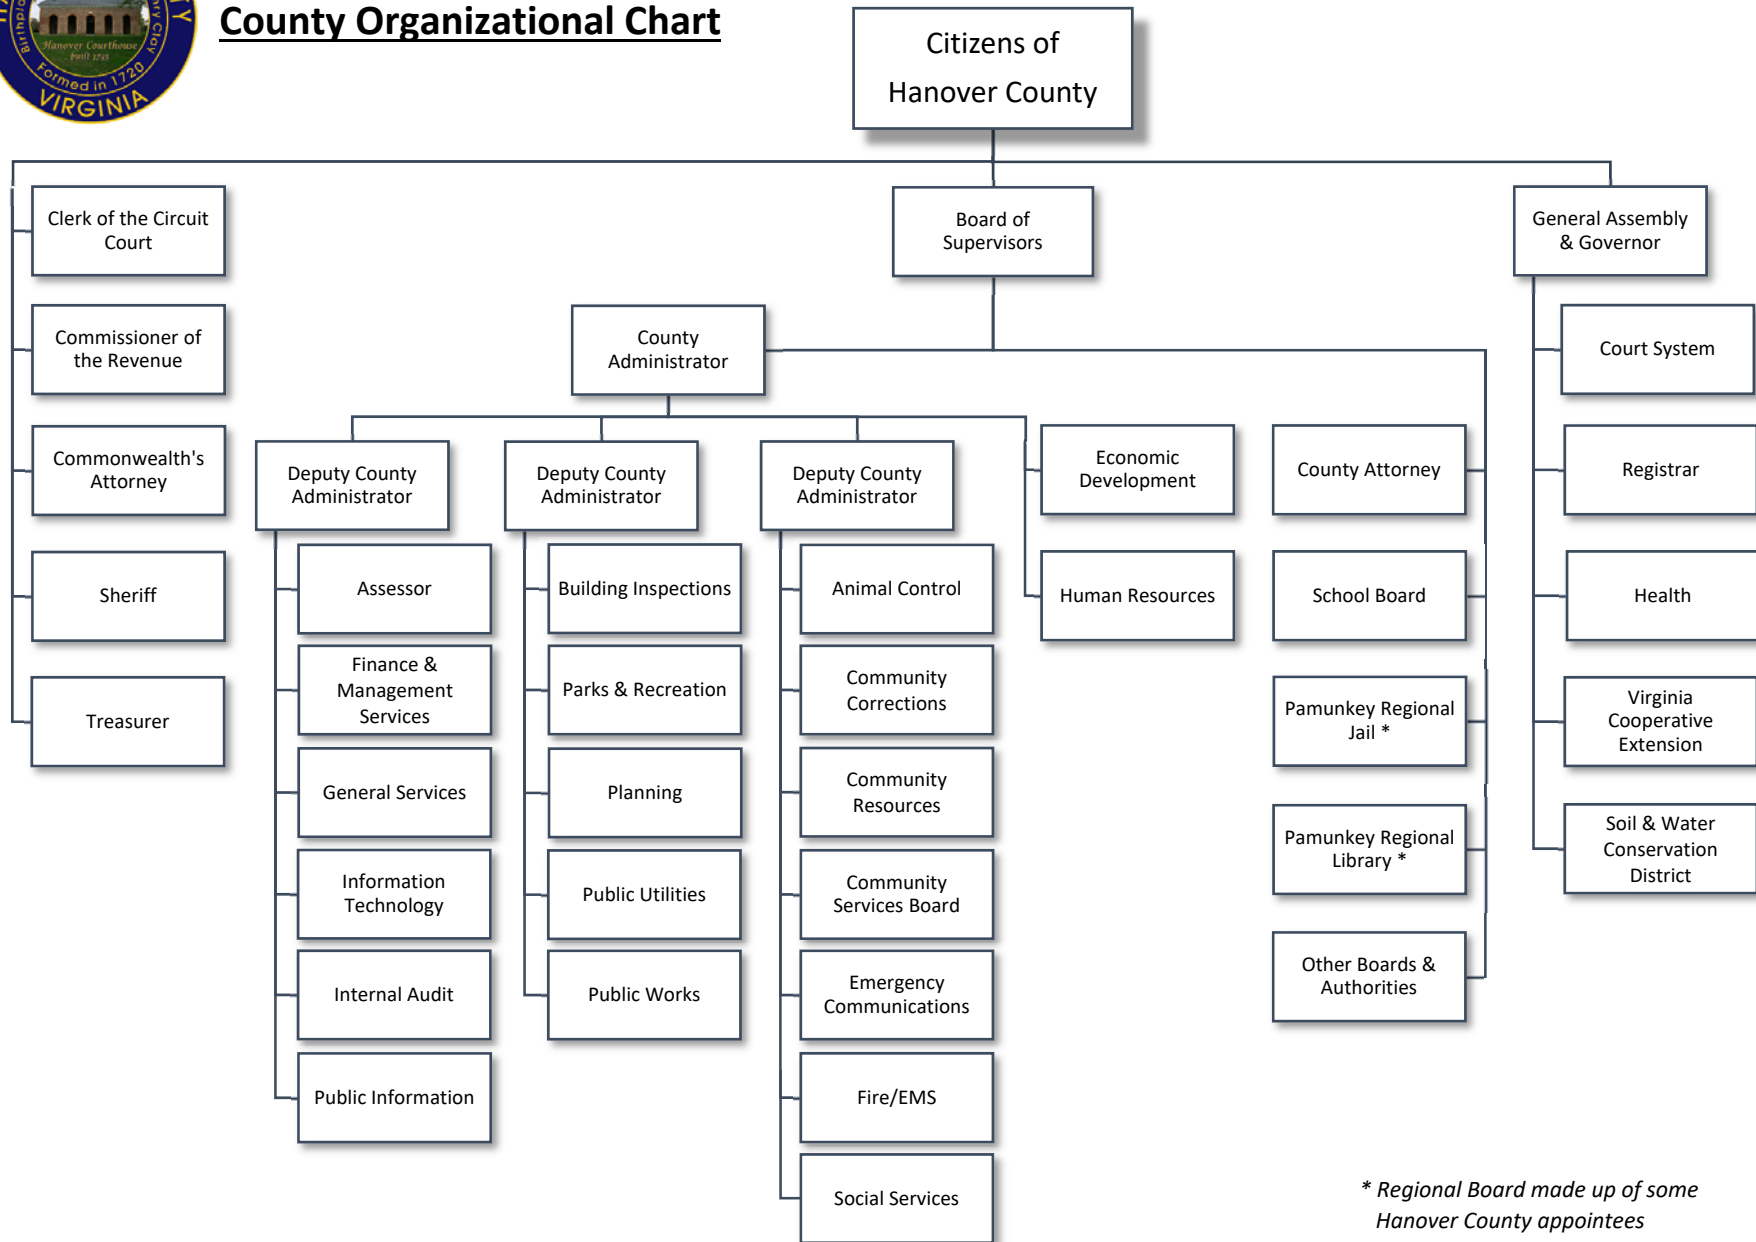 County Organizational Chart
Hanover Courthouse
built 1735
Formed in 1720
VIRGINIA
Citizens of
Hanover County
Clerk of the Circuit
Court
Commissioner of
the Revenue
Commonwealth's
Attorney
Sheriff
Treasurer
Board of
Supervisors
County
Administrator
Deputy County
Administrator
Assessor
Finance &
Management
Services
General Services
Information
Technology
Internal Audit
Public Information
Deputy County
Administrator
Building Inspections
Parks & Recreation
Planning
Public Utilities
Public Works
Deputy County
Administrator
Animal Control
Community
Corrections
Community
Resources
Community
Services Board
Emergency
Communications
Fire/EMS
Social Services
Economic
Development
Human Resources
County Attorney
School Board
Pamunkey Regional
Jail *
Pamunkey Regional
Library *
Other Boards &
Authorities
General Assembly
& Governor
Court System
Registrar
Health
Virginia
Cooperative
Extension
Soil & Water
Conservation
District
* Regional Board made up of some
Hanover County appointees